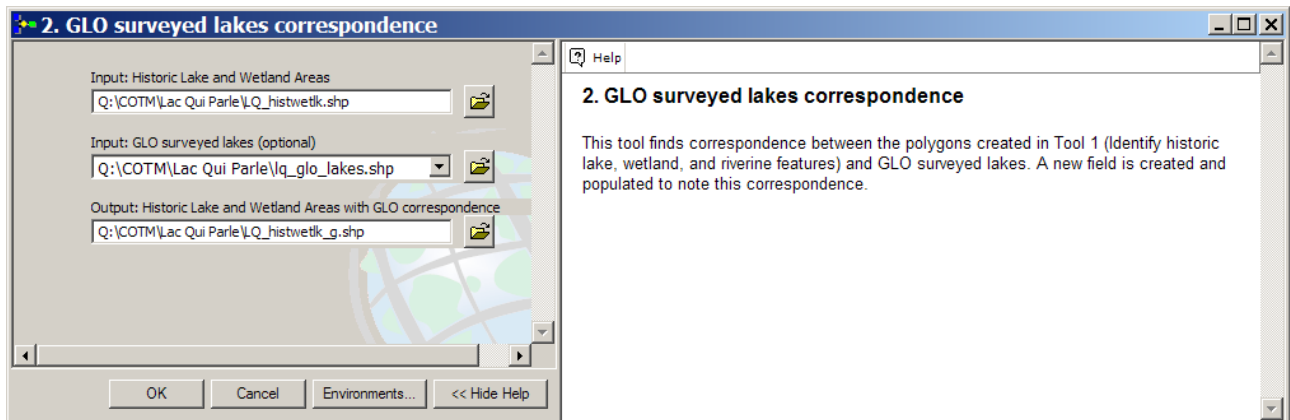 2. GLO surveyed lakes correspondence
Input: Historic Lake and Wetland Areas
Q:\COTM\Lac Qui Parle\LQ_histwetlk.shp
Input: GLO surveyed lakes (optional)
Q:\COTM\Lac Qui Parle\lq_glo_lakes.shp
Output: Historic Lake and Wetland Areas with GLO correspondence
Q:\COTM\Lac Qui Parle\LQ_histwetlk_g.shp
OK
Cancel
Environments...
<< Hide Help
Help
2. GLO surveyed lakes correspondence
This tool finds correspondence between the polygons created in Tool 1 (Identify historic
lake, wetland, and riverine features) and GLO surveyed lakes. A new field is created and
populated to note this correspondence.